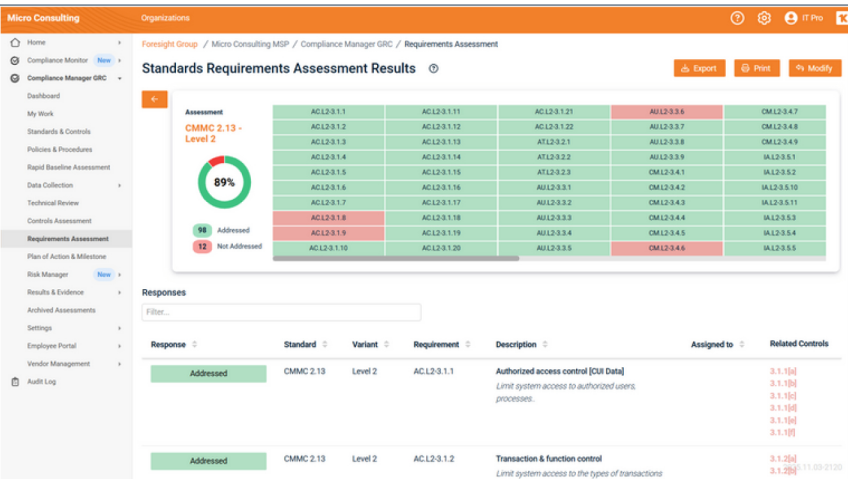 Micro Consulting
Organizations
IT Pro
Home
Compliance Monitor New
Compliance Manager GRC
Dashboard
My Work
Standards & Controls
Policies & Procedures
Rapid Baseline Assessment
Data Collection
Technical Review
Controls Assessment
Requirements Assessment
Plan of Action & Milestone
Risk Manager New
Results & Evidence
Archived Assessments
Settings
Employee Portal
Vendor Management
Audit Log
Foresight Group / Micro Consulting MSP / Compliance Manager GRC / Requirements Assessment
Standards Requirements Assessment Results
Export Print Modify
Assessment
CMMC 2.13 -
Level 2
89%
98 Addressed
12 Not Addressed
AC.L2-3.1.1 AC.L2-3.1.11 AC.L2-3.1.21 AU.L2-3.3.6 CM.L2-3.4.7
AC.L2-3.1.2 AC.L2-3.1.12 AC.L2-3.1.22 AU.L2-3.3.7 CM.L2-3.4.8
AC.L2-3.1.3 AC.L2-3.1.13 AT.L2-3.2.1 AU.L2-3.3.8 CM.L2-3.4.9
AC.L2-3.1.4 AC.L2-3.1.14 AT.L2-3.2.2 AU.L2-3.3.9 IA.L2-3.5.1
AC.L2-3.1.5 AC.L2-3.1.15 AT.L2-3.2.3 CM.L2-3.4.1 IA.L2-3.5.2
AC.L2-3.1.6 AC.L2-3.1.16 AU.L2-3.3.1 CM.L2-3.4.2 IA.L2-3.5.10
AC.L2-3.1.7 AC.L2-3.1.17 AU.L2-3.3.2 CM.L2-3.4.3 IA.L2-3.5.11
AC.L2-3.1.8 AC.L2-3.1.18 AU.L2-3.3.3 CM.L2-3.4.4 IA.L2-3.5.3
AC.L2-3.1.9 AC.L2-3.1.19 AU.L2-3.3.4 CM.L2-3.4.5 IA.L2-3.5.4
AC.L2-3.1.10 AC.L2-3.1.20 AU.L2-3.3.5 CM.L2-3.4.6 IA.L2-3.5.5
Responses
Filter...
Response Standard Variant Requirement Description Assigned to Related Controls
Addressed CMMC 2.13 Level 2 AC.L2-3.1.1 Authorized access control [CUI Data]
Limit system access to authorized users,
processes..
3.1.1[a]
3.1.1[b]
3.1.1[c]
3.1.1[d]
3.1.1[e]
3.1.1[f]
Addressed CMMC 2.13 Level 2 AC.L2-3.1.2 Transaction & function control
Limit system access to the types of transactions
3.1.2[a]
3.1.2[b]